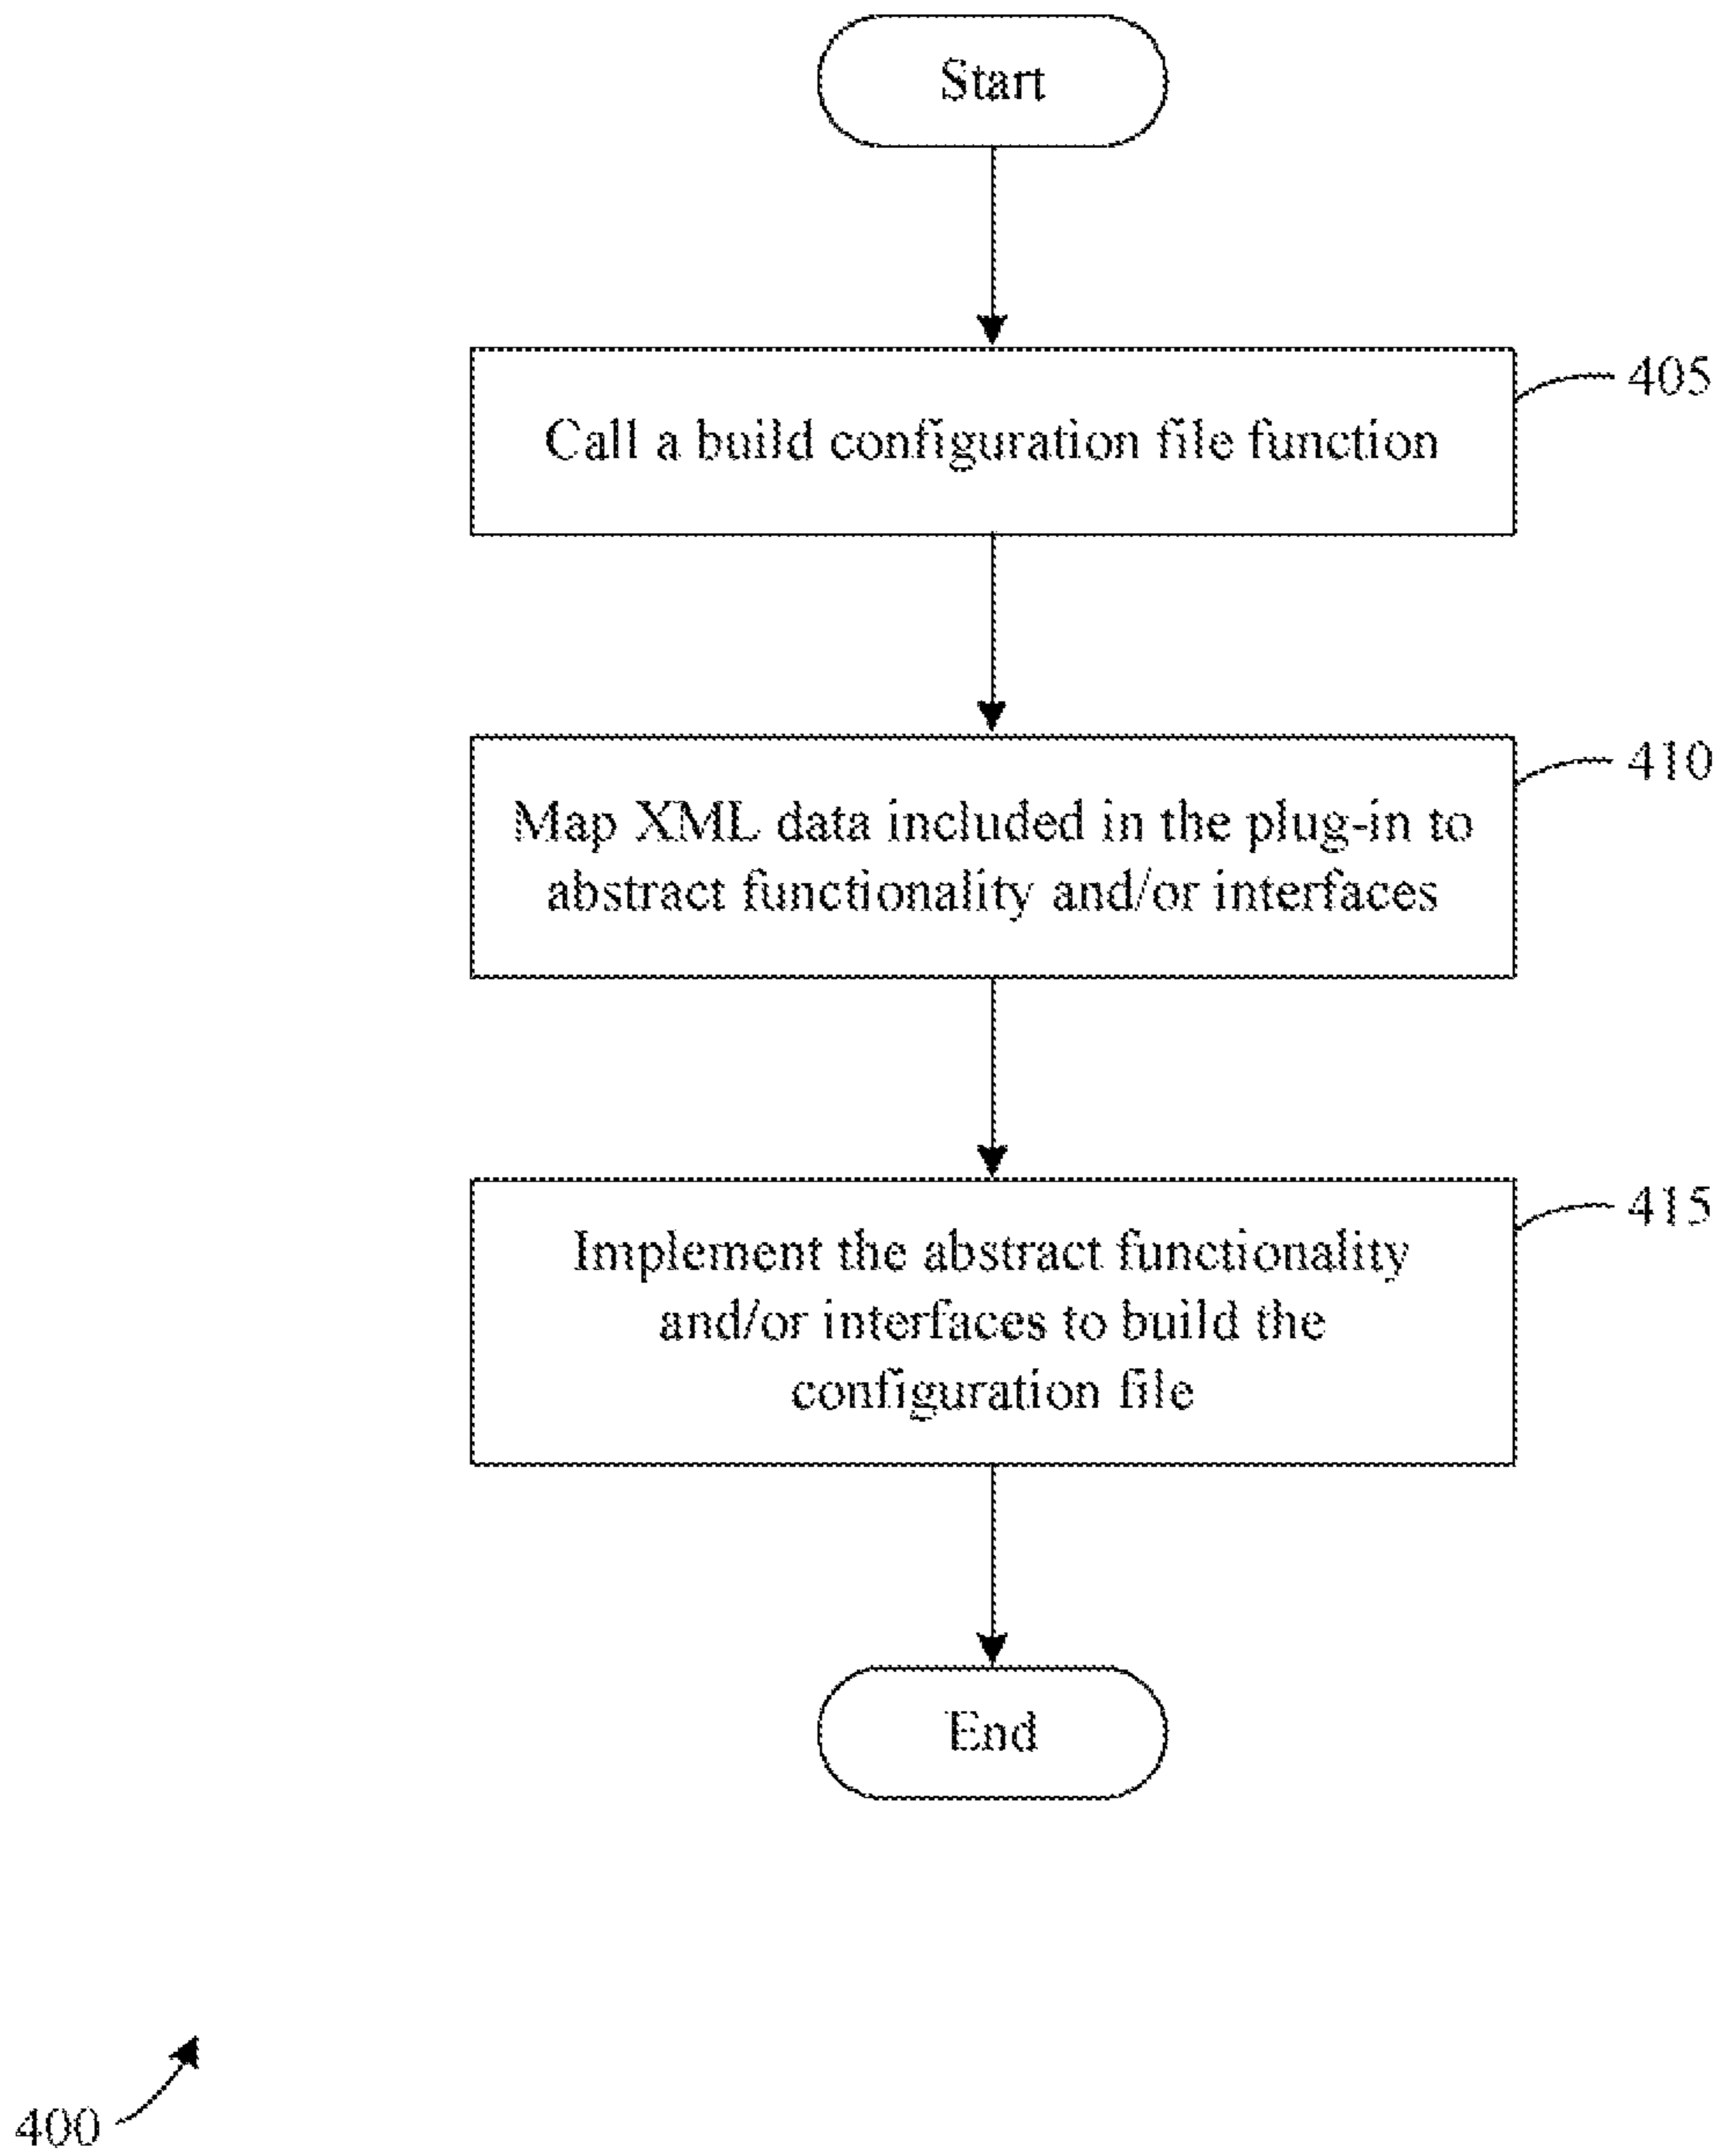 Start
405
Call a build configuration file function
410
Map XML data included in the plug-in to
abstract functionality and/or interfaces
415
Implement the abstract functionality
and/or interfaces to build the
configuration file
End
400